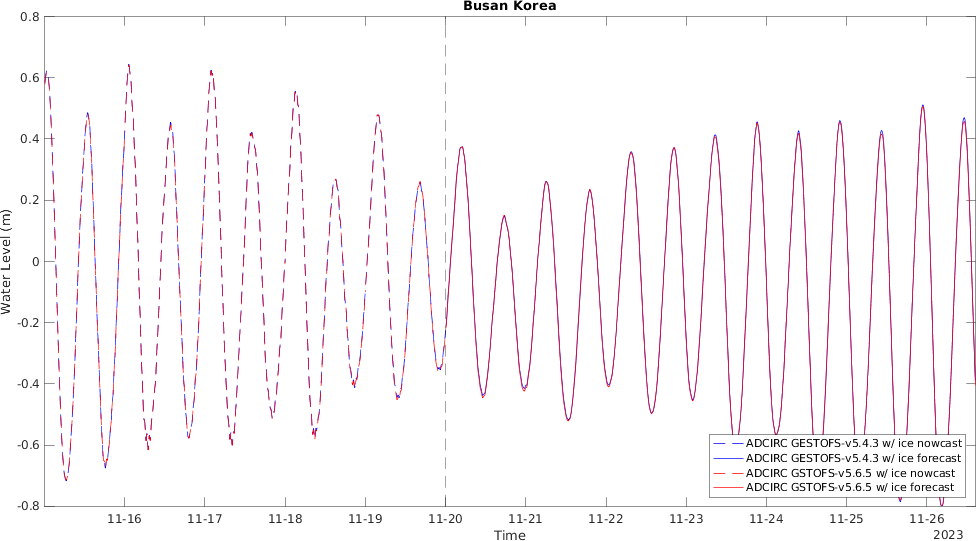 Busan Korea
Water Level (m)
0.8
0.6
0.4
0.2
0
-0.2
-0.4
-0.6
-0.8
ADCIRC GESTOFS-v5.4.3 w/ ice nowcast
ADCIRC GESTOFS-v5.4.3 w/ ice forecast
ADCIRC GSTOFS-v5.6.5 w/ ice nowcast
ADCIRC GSTOFS-v5.6.5 w/ ice forecast
11-16 11-17 11-18 11-19 11-20 11-21 11-22 11-23 11-24 11-25 11-26
Time
2023